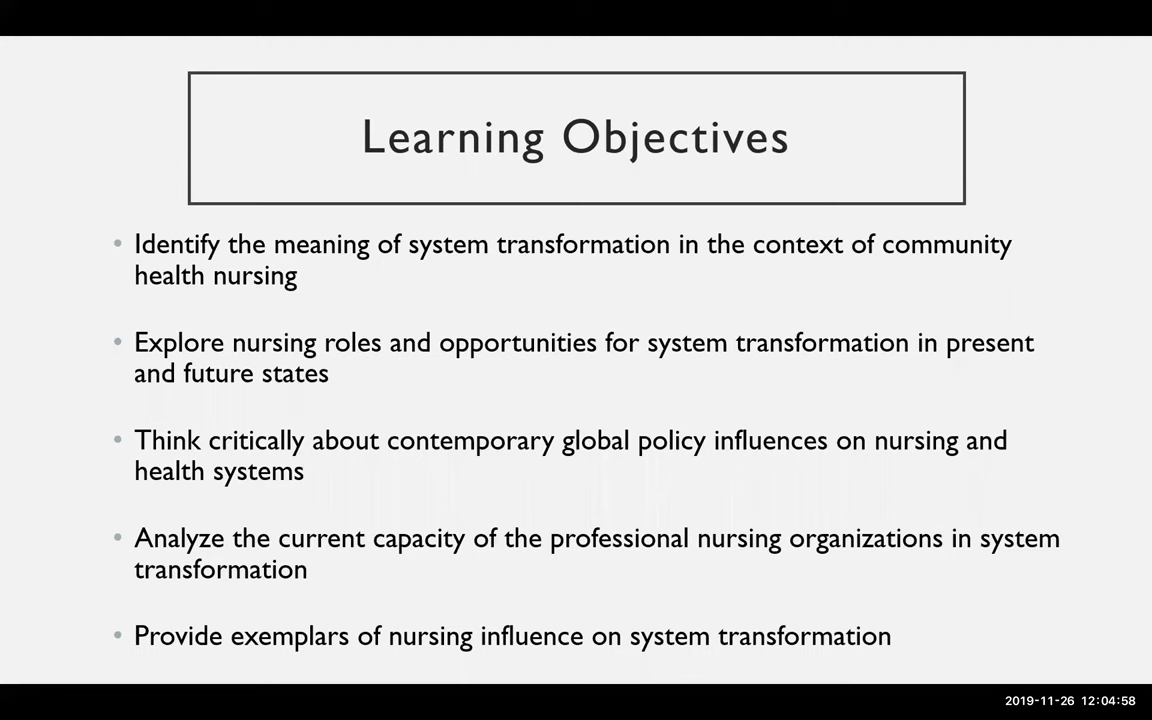 Learning Objectives
• Identify the meaning of system transformation in the context of community
health nursing
• Explore nursing roles and opportunities for system transformation in present
and future states
• Think critically about contemporary global policy influences on nursing and
health systems
• Analyze the current capacity of the professional nursing organizations in system
transformation
• Provide exemplars of nursing influence on system transformation
2019-11-26 12:04:58